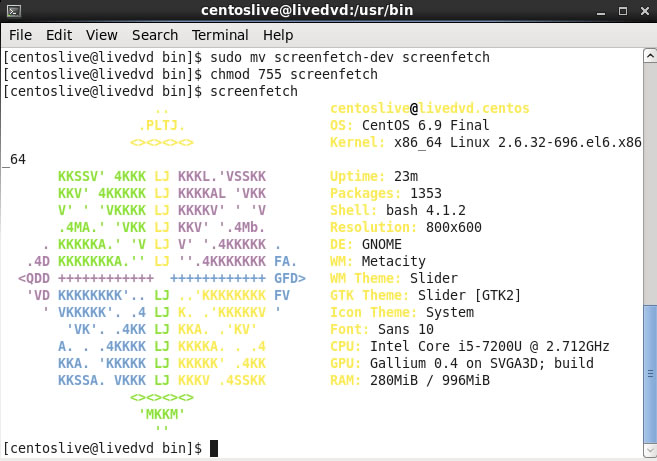 centoslive@livedvd:/usr/bin
File Edit View Search Terminal Help
[centoslive@livedvd bin]$ sudo mv screenfetch-dev screenfetch
[centoslive@livedvd bin]$ chmod 755 screenfetch
[centoslive@livedvd bin]$ screenfetch
.. centoslive@livedvd.centos
.PLTJ. OS: CentOS 6.9 Final
<><><><> Kernel: x86_64 Linux 2.6.32-696.el6.x86
_64
KKSSV' 4KKK LJ KKKL.'VSSKK Uptime: 23m
KKV' 4KKKKK LJ KKKKAL 'VKK Packages: 1353
V' ' 'VKKKK LJ KKKKV' ' 'V Shell: bash 4.1.2
.4MA.' 'VKK LJ KKV' '.4Mb. Resolution: 800x600
. KKKKKA.' 'V LJ V' '.4KKKKK . DE: GNOME
.4D KKKKKKKA.'' LJ ''.4KKKKKKK FA. WM: Metacity
<QDD ++++++++++++ ++++++++++++ GFD> WM Theme: Slider
'VD KKKKKKKK'.. LJ ..'KKKKKKKK FV GTK Theme: Slider [GTK2]
' VKKKKK'. .4 LJ K. .'KKKKKV ' Icon Theme: System
'VK'. .4KK LJ KKA. .'KV' Font: Sans 10
A. . .4KKKK LJ KKKKA. . .4 CPU: Intel Core i5-7200U @ 2.712GHz
KKA. 'KKKKK LJ KKKKK' .4KK GPU: Gallium 0.4 on SVGA3D; build
KKSSA. VKKK LJ KKKV .4SSKK RAM: 280MiB / 996MiB
<><><><>
'MKKM'
''
[centoslive@livedvd bin]$